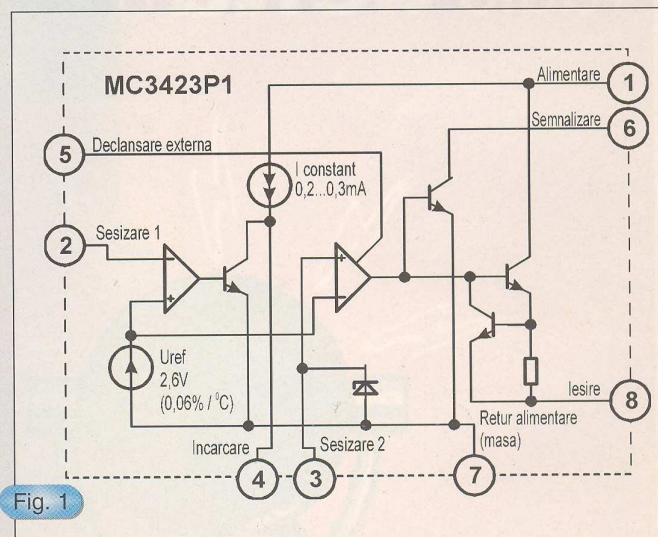 MC3423P1
Alimentare
1
Semnalizare
6
5
Declansare externa
I constant
0,2...0,3mA
2
Sesizare 1
Uref
2,6V
(0,06% / ⁰C)
Iesire
8
Retur alimentare
(masa)
Incarcare
Sesizare 2
4
3
7
Fig. 1